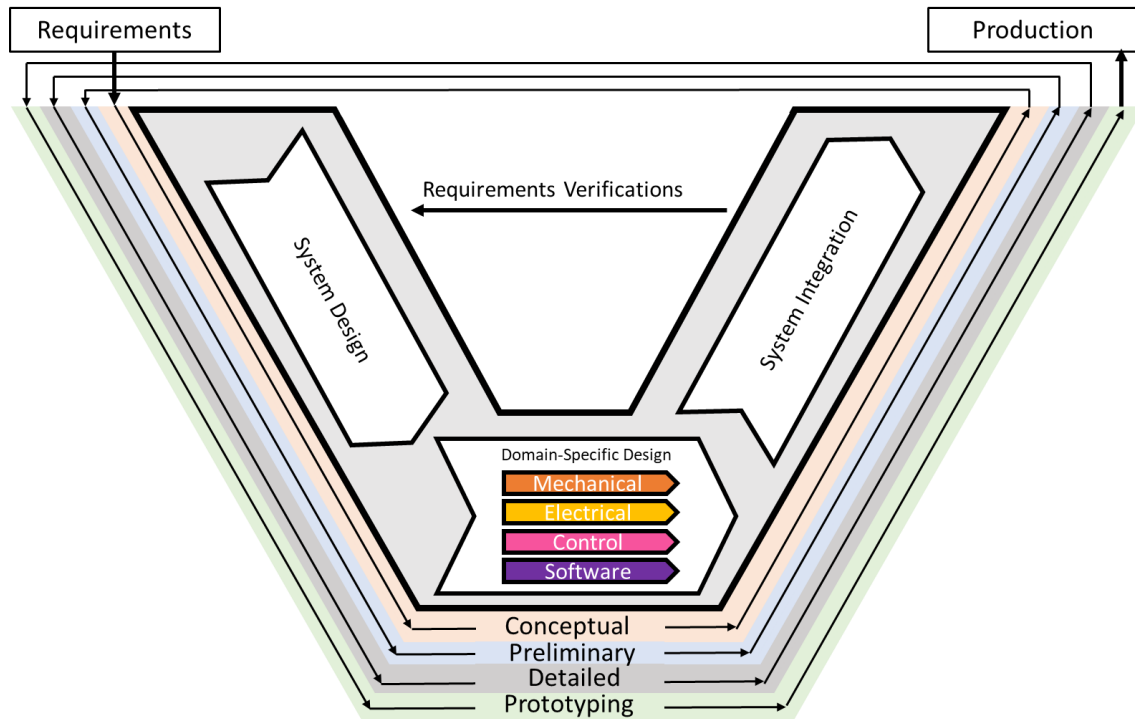 Requirements
Production
Requirements Verifications
System Design
System Integration
Domain-Specific Design
Mechanical
Electrical
Control
Software
Conceptual
Preliminary
Detailed
Prototyping